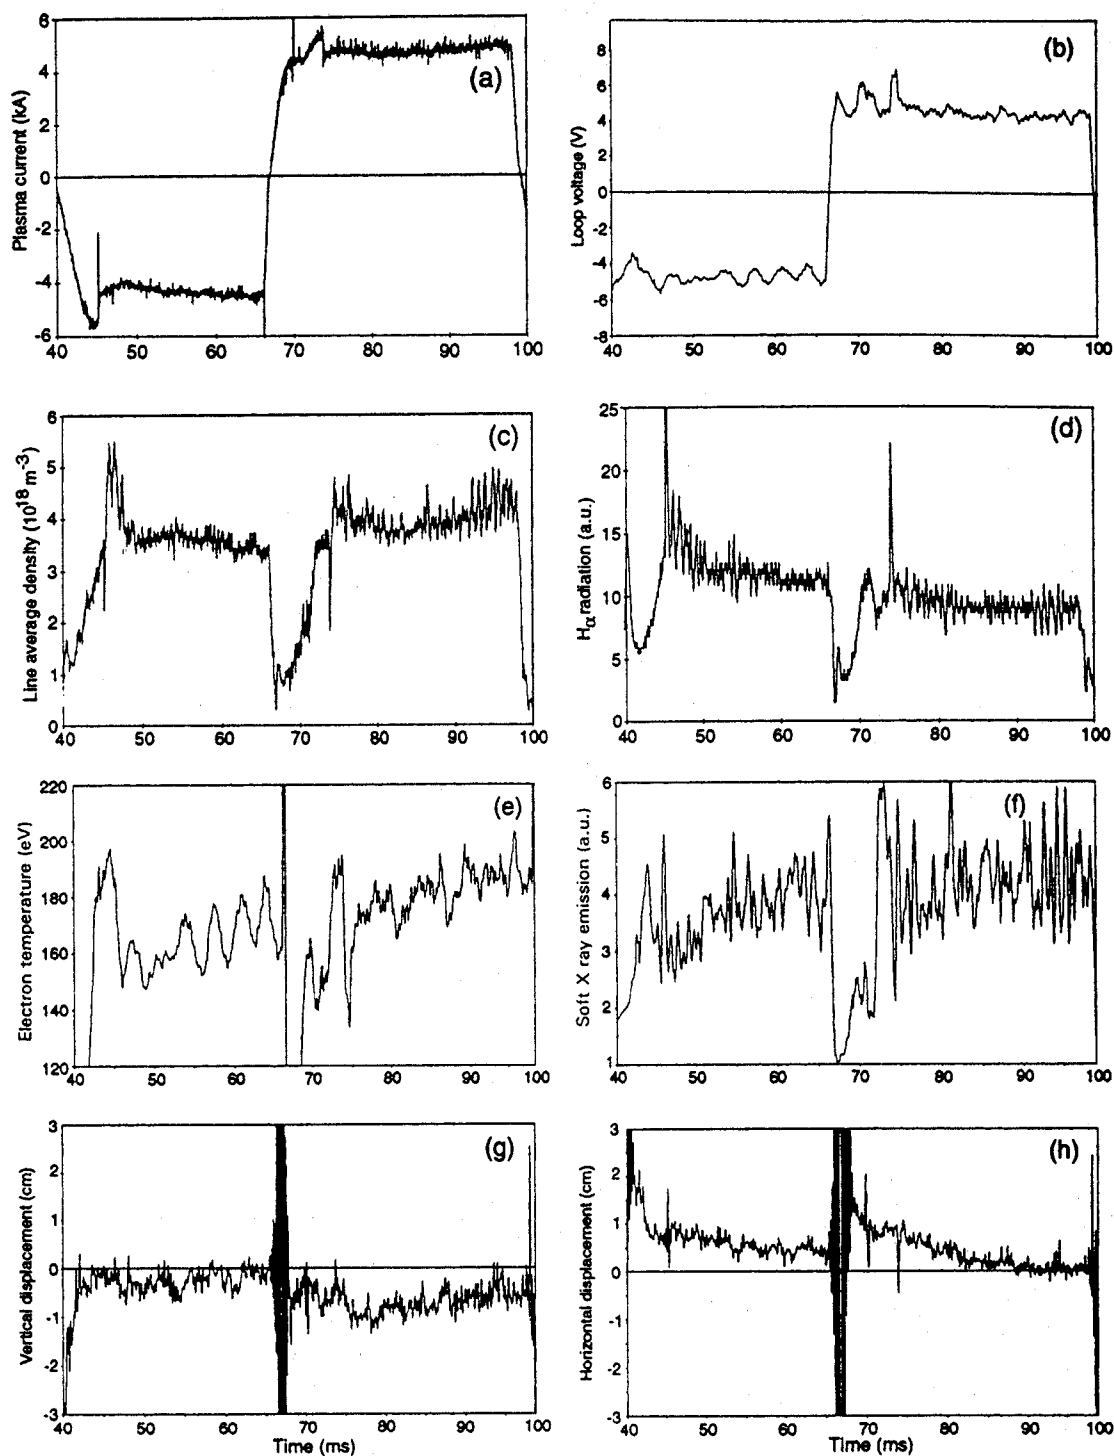 6
4
2
0
-2
-4
-6
Plasma current (kA)
(a)
40 50 60 70 80 90 100
8
6
4
2
0
-2
-4
-6
-8
Loop voltage (V)
(b)
40 50 60 70 80 90 100
6
5
4
3
2
1
0
Line average density (10¹⁸ m⁻³)
(c)
40 50 60 70 80 90 100
25
20
15
10
5
0
Hα radiation (a.u.)
(d)
40 50 60 70 80 90 100
220
200
180
160
140
120
Electron temperature (eV)
(e)
40 50 60 70 80 90 100
6
5
4
3
2
1
Soft X ray emission (a.u.)
(f)
40 50 60 70 80 90 100
3
2
1
0
-1
-2
-3
Vertical displacement (cm)
(g)
40 50 60 70 80 90 100
Time (ms)
3
2
1
0
-1
-2
-3
Horizontal displacement (cm)
(h)
40 50 60 70 80 90 100
Time (ms)